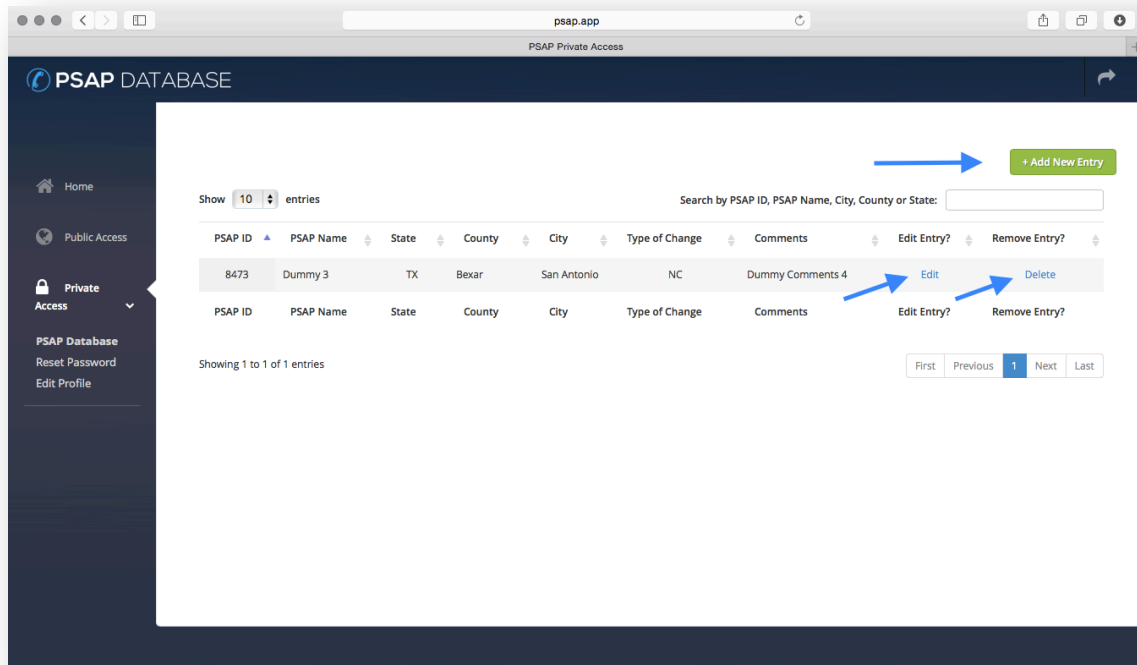 psap.app
PSAP Private Access
PSAP DATABASE
+ Add New Entry
Home
Show 10 entries
Search by PSAP ID, PSAP Name, City, County or State:
Public Access
PSAP ID PSAP Name State County City Type of Change Comments Edit Entry? Remove Entry?
8473 Dummy 3 TX Bexar San Antonio NC Dummy Comments 4 Edit Delete
Private
Access
PSAP ID PSAP Name State County City Type of Change Comments Edit Entry? Remove Entry?
PSAP Database
Reset Password
Edit Profile
Showing 1 to 1 of 1 entries
First Previous 1 Next Last